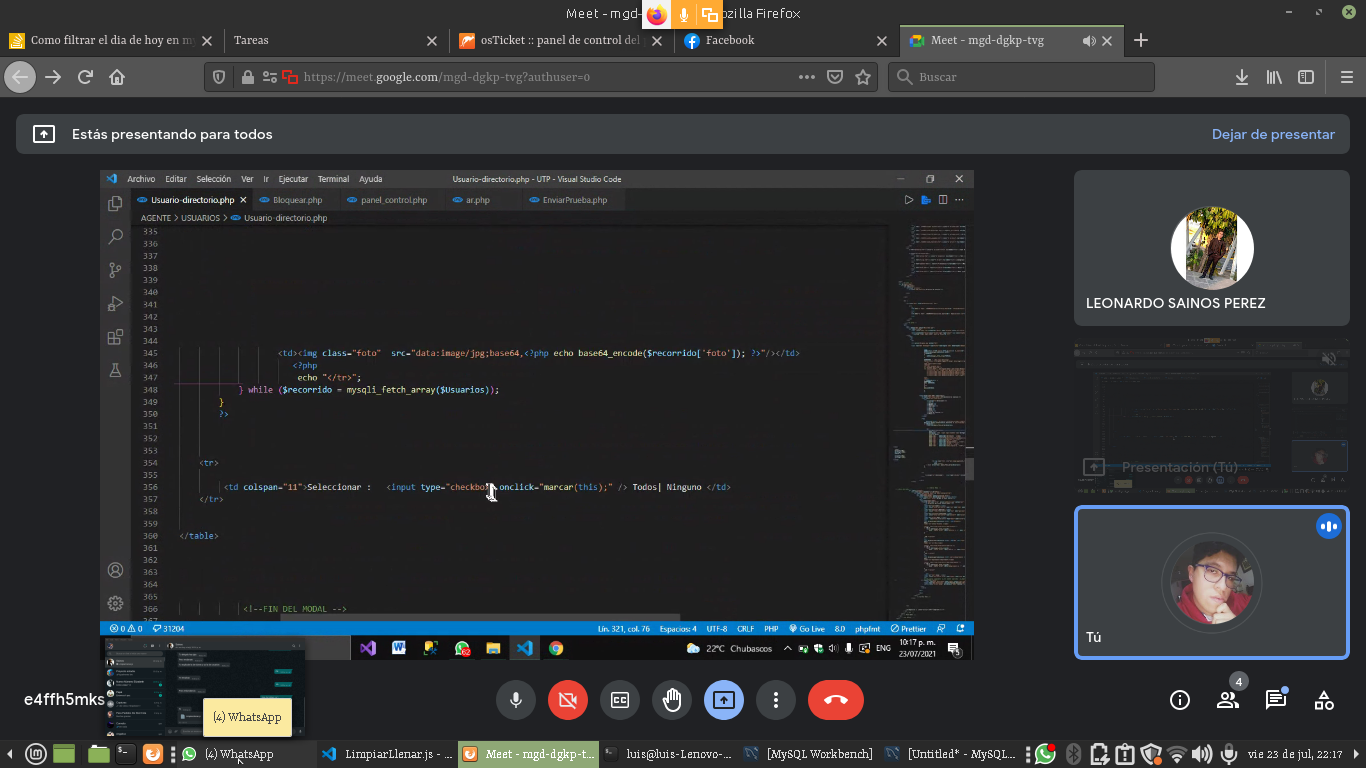 Meet - mgd-
ozilla Firefox
Como filtrar el dia de hoy en m
Tareas
osTicket :: panel de control del
Facebook
Meet - mgd-dgkp-tvg
https://meet.google.com/mgd-dgkp-tvg?authuser=0
Buscar
Estás presentando para todos
Dejar de presentar
Archivo Editar Selección Ver Ir Ejecutar Terminal Ayuda
Usuario-directorio.php - UTP - Visual Studio Code
Usuario-directorio.php
Bloquear.php
panel_control.php
ar.php
EnviarPrueba.php
AGENTE > USUARIOS > Usuario-directorio.php
335
336
337
338
339
340
341
342
343
344
345 <td><img class="foto" src="data:image/jpg;base64,<?php echo base64_encode($recorrido['foto']); ?>"/></td>
346 <?php
347 echo "</tr>";
348 } while ($recorrido = mysqli_fetch_array($Usuarios));
349 }
350 ?>
351
352
353
354 <tr>
355
356 <td colspan="11">Seleccionar : <input type="checkbox" onclick="marcar(this);" /> Todos| Ninguno </td>
357 </tr>
358
359
360 </table>
361
362
363
364
365
366 <!--FIN DEL MODAL -->
0 0 31204
Lín. 321, col. 76 Espacios: 4 UTF-8 CRLF PHP Go Live 8.0 phpfmt Prettier
62
22°C Chubascos
ENG
10:17 p. m.
23/07/2021
5
LEONARDO SAINOS PEREZ
Presentación (Tú)
Tú
e4ffh5mks
(4) WhatsApp
4
(4) WhatsApp
LimpiarLlenar.js - ...
Meet - mgd-dgkp-t...
luis@luis-Lenovo-...
[MySQL Workbench]
[Untitled* - MySQL...
vie 23 de jul, 22:17